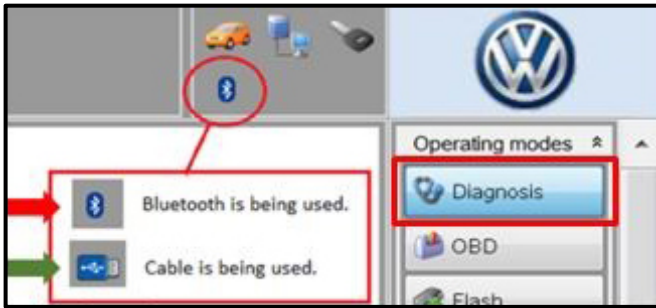 Operating modes
Diagnosis
OBD
Flash
Bluetooth is being used.
Cable is being used.